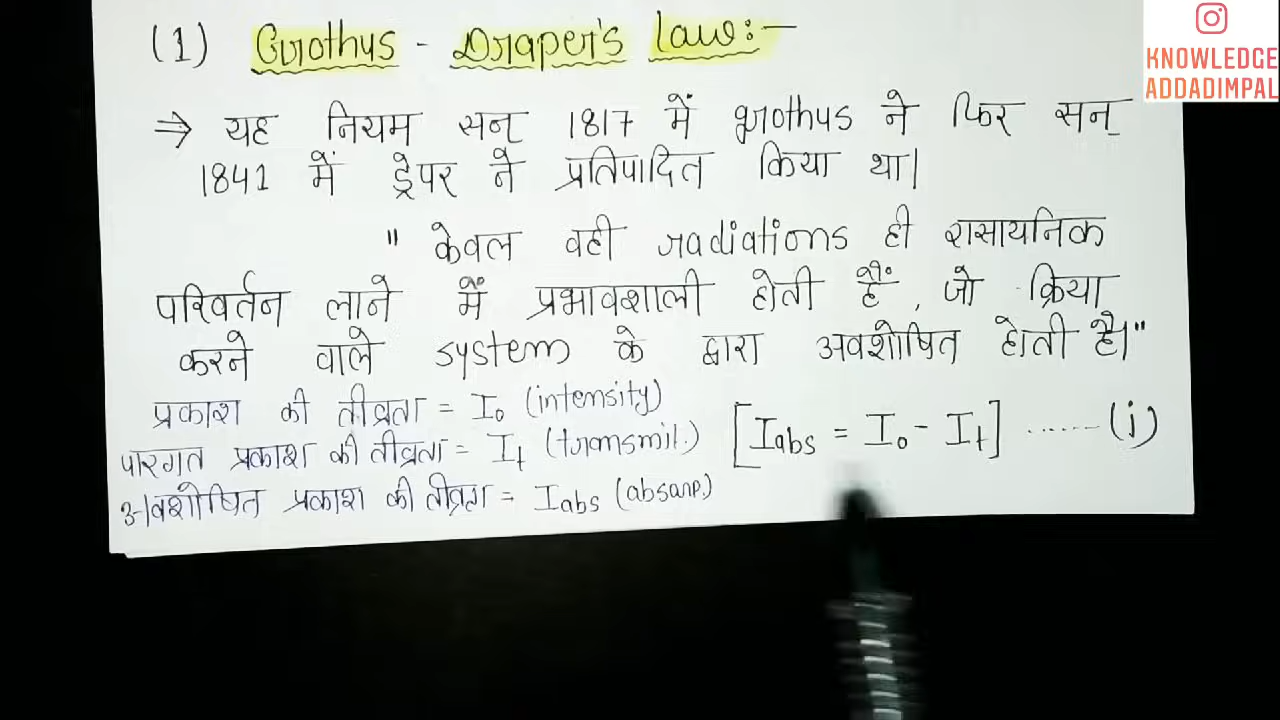 (1) Grothus - Draper's law:-
KNOWLEDGE
ADDADIMPAL
⇒ यह नियम सन् 1817 में grothus ने फिर सन्
1841 में ड्रेपर ने प्रतिपादित किया था।
" केवल वही radiations ही रासायनिक
परिवर्तन लाने में प्रभावशाली होती हैं, जो क्रिया
करने वाले system के द्वारा अवशोषित होती है।"
प्रकाश की तीव्रता = I₀ (intensity)
पारगत प्रकाश की तीव्रता = It (transmit.)
[Iabs = I₀ - It] ...... (i)
अवशोषित प्रकाश की तीव्रता = Iabs